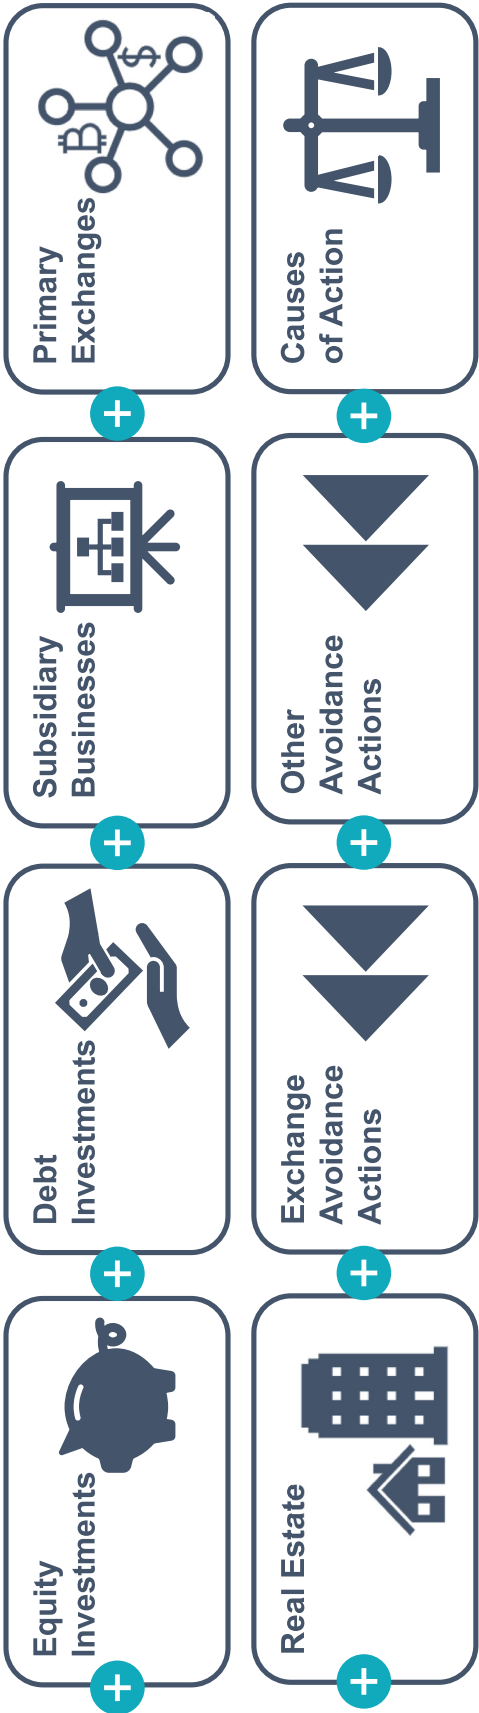 Equity
Investments
Debt
Investments
Subsidiary
Businesses
Primary
Exchanges
Real Estate
Exchange
Avoidance
Actions
Other
Avoidance
Actions
Causes
of Action